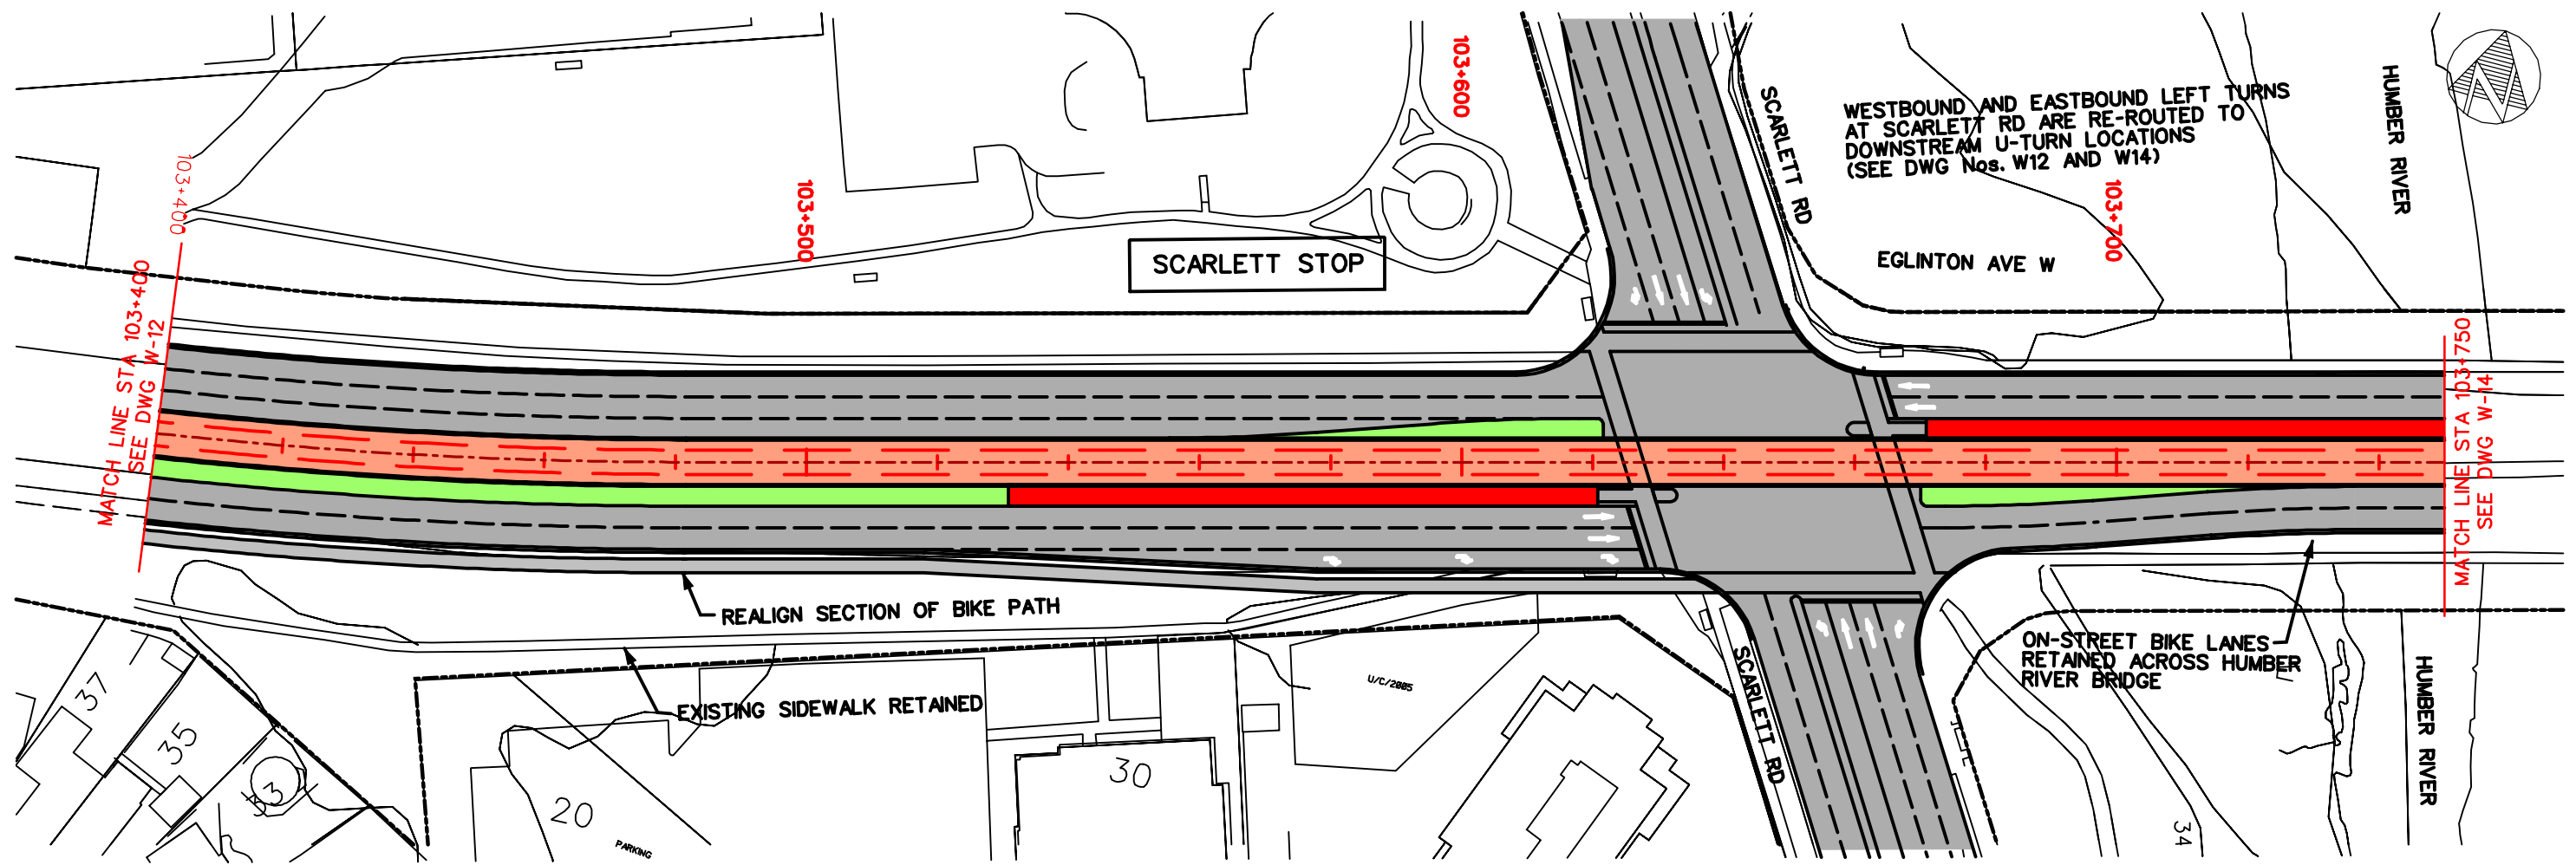 103+400
MATCH LINE STA 103+400
SEE DWG W-12
103+500
SCARLETT STOP
103+600
SCARLETT RD
WESTBOUND AND EASTBOUND LEFT TURNS
AT SCARLETT RD ARE RE-ROUTED TO
DOWNSTREAM U-TURN LOCATIONS
(SEE DWG Nos. W12 AND W14)
103+700
EGLINTON AVE W
HUMBER RIVER
N
MATCH LINE STA 103+750
SEE DWG W-14
REALIGN SECTION OF BIKE PATH
EXISTING SIDEWALK RETAINED
ON-STREET BIKE LANES
RETAINED ACROSS HUMBER
RIVER BRIDGE
SCARLETT RD
HUMBER RIVER
37
35
33
20
PARKING
30
U/C/2005
34